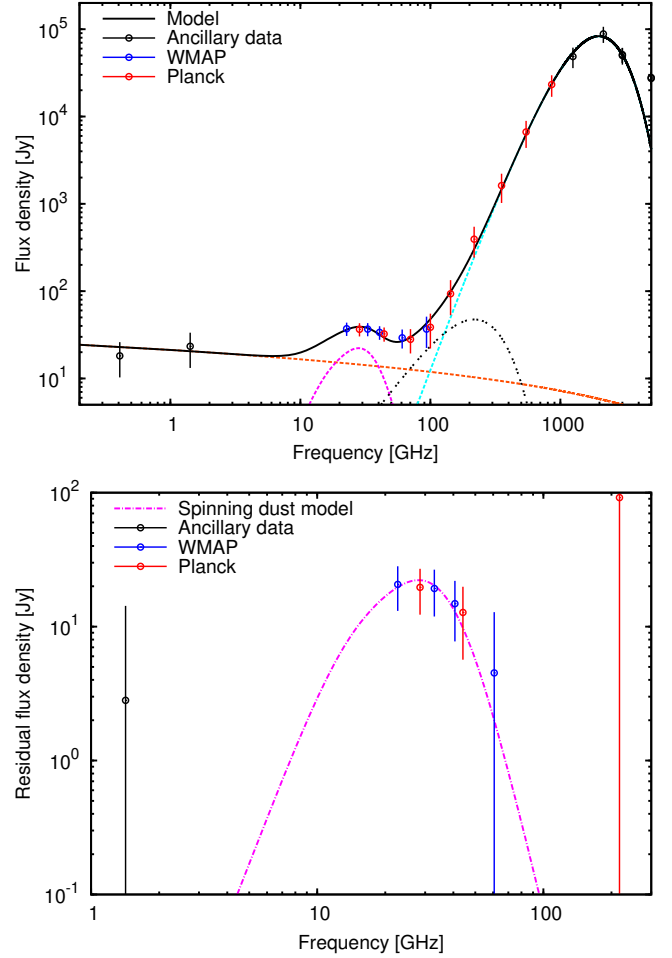 Model
Ancillary data
WMAP
Planck
Flux density [Jy]
10^5
10^4
10^3
10^2
10^1
1 10 100 1000
Frequency [GHz]
Spinning dust model
Ancillary data
WMAP
Planck
Residual flux density [Jy]
10^2
10^1
10^0
10^-1
1 10 100
Frequency [GHz]